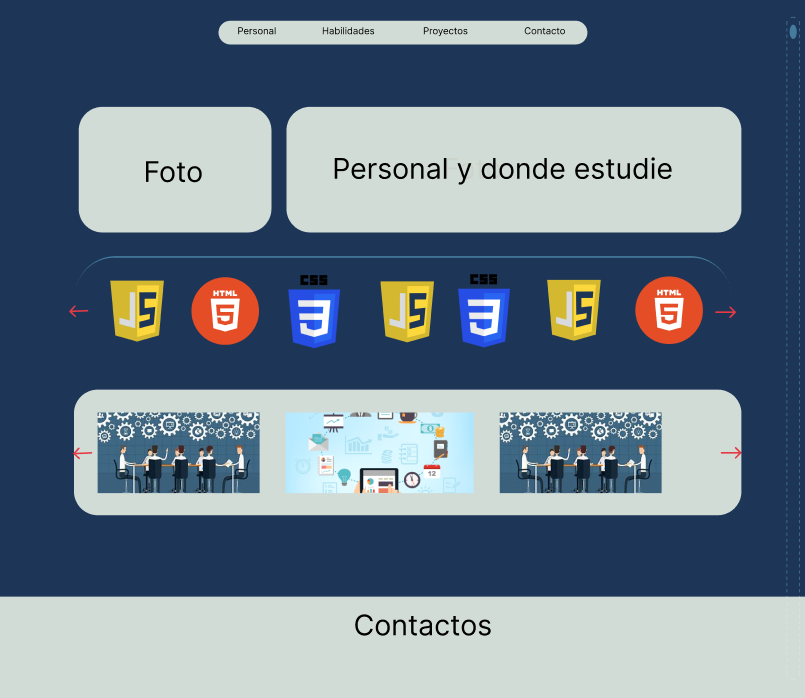 Personal
Habilidades
Proyectos
Contacto
Foto
Personal y donde estudie
JS
HTML
5
CSS
3
JS
CSS
3
JS
HTML
5
12
Contactos